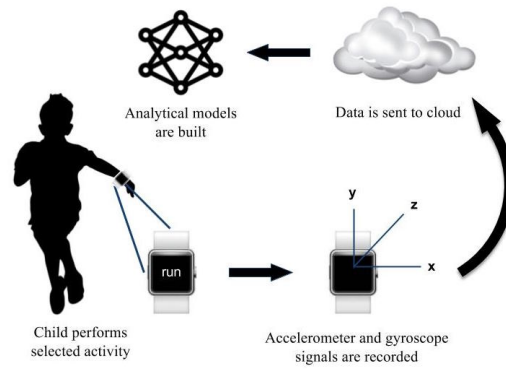 Analytical models
are built
Data is sent to cloud
run
y
z
x
Child performs
selected activity
Accelerometer and gyroscope
signals are recorded